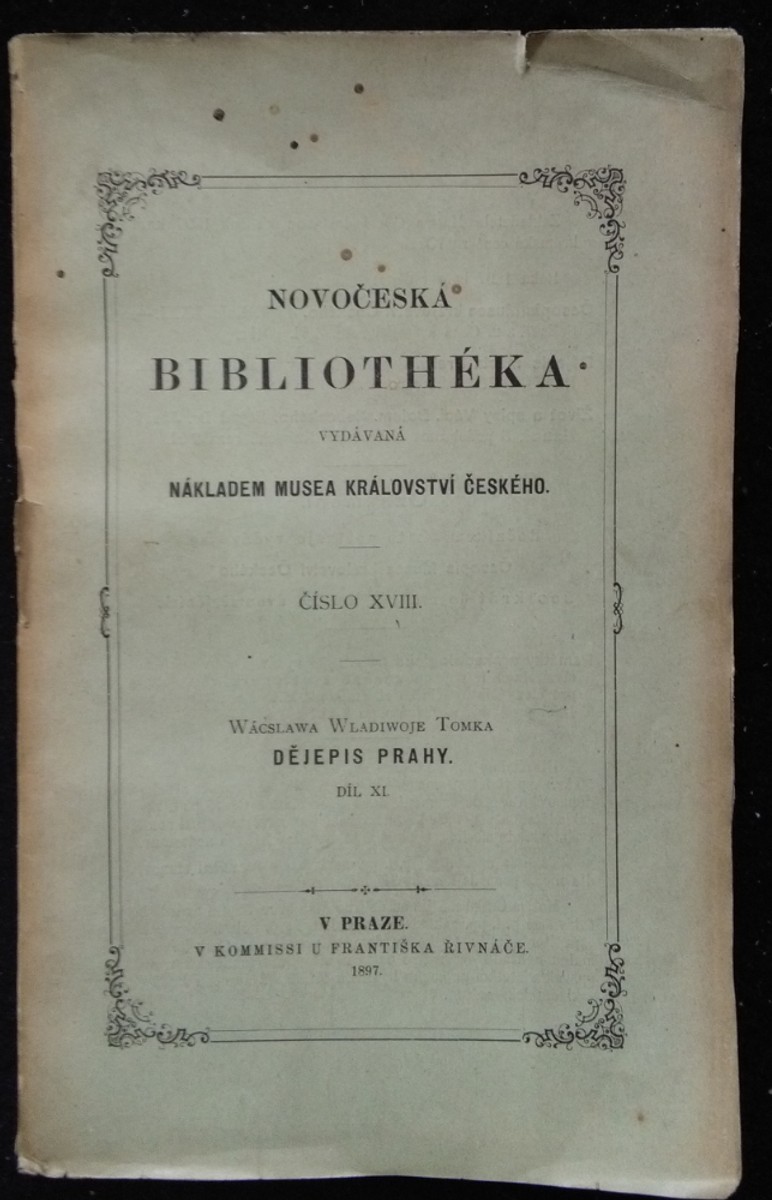 NOVOČESKÁ
BIBLIOTHÉKA
VYDÁVANÁ
NÁKLADEM MUSEA KRÁLOVSTVÍ ČESKÉHO.
ČÍSLO XVIII.
WÁCSLAWA WLADIWOJE TOMKA
DĚJEPIS PRAHY.
DÍL XI.
V PRAZE.
V KOMMISSI U FRANTIŠKA ŘIVNÁČE.
1897.